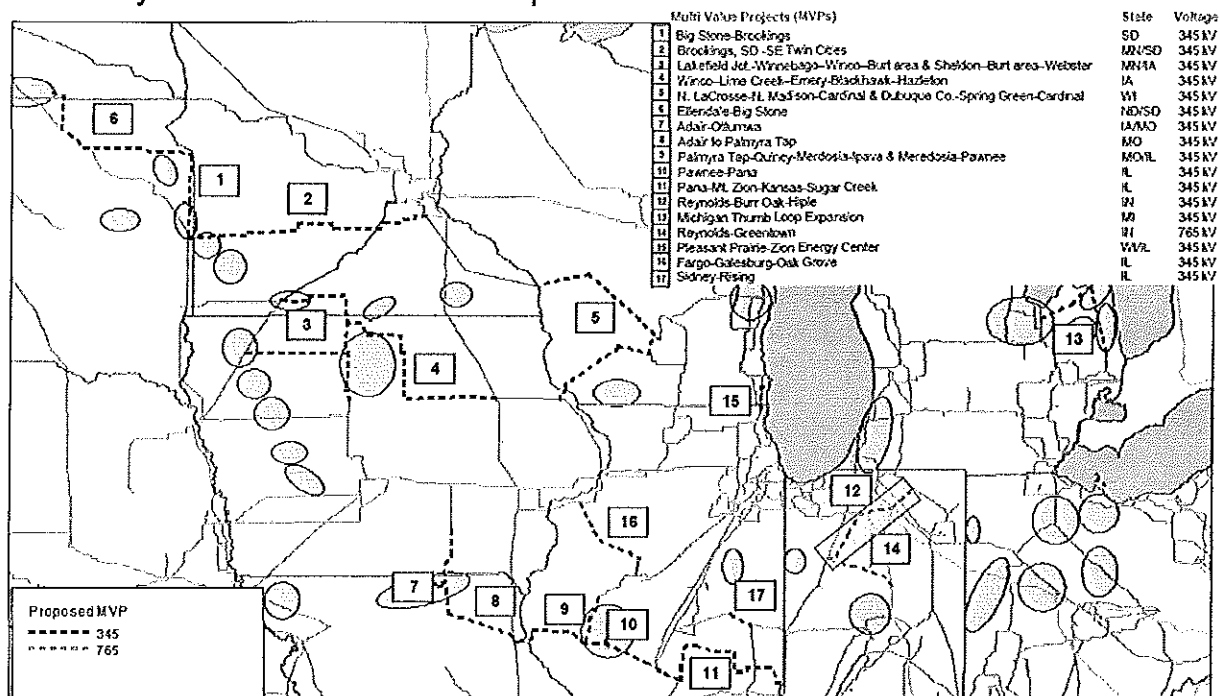 Multi Value Projects (MVPs) State Voltage
1 Big Stone-Brookings SD 345 kV
2 Brookings, SD -SE Twin Cities MN/SD 345 kV
3 Lakefield Jct.-Winnebago-Winco-Burt area & Sheldon-Burt area-Webster MN/IA 345 kV
4 Winco-Lime Creek-Emery-Blackhawk-Hazleton IA 345 kV
5 N. LaCrosse-N. Madison-Cardinal & Dubuque Co.-Spring Green-Cardinal WI 345 kV
6 Ellendale-Big Stone ND/SD 345 kV
7 Adair-Ottumwa IA/MO 345 kV
8 Adair to Palmyra Tap MO 345 kV
9 Palmyra Tap-Quincy-Merdosia-Ipava & Meredosia-Pawnee MO/IL 345 kV
10 Pawnee-Pana IL 345 kV
11 Pana-Mt. Zion-Kansas-Sugar Creek IL 345 kV
12 Reynolds-Burr Oak-Hiple IN 345 kV
13 Michigan Thumb Loop Expansion MI 345 kV
14 Reynolds-Greentown IN 765 kV
15 Pleasant Prairie-Zion Energy Center WI/IL 345 kV
16 Fargo-Galesburg-Oak Grove IL 345 kV
17 Sidney-Rising IL 345 kV
6
1
2
3
5
13
4
15
12
16
14
7
8
9
10
17
11
Proposed MVP
345
765